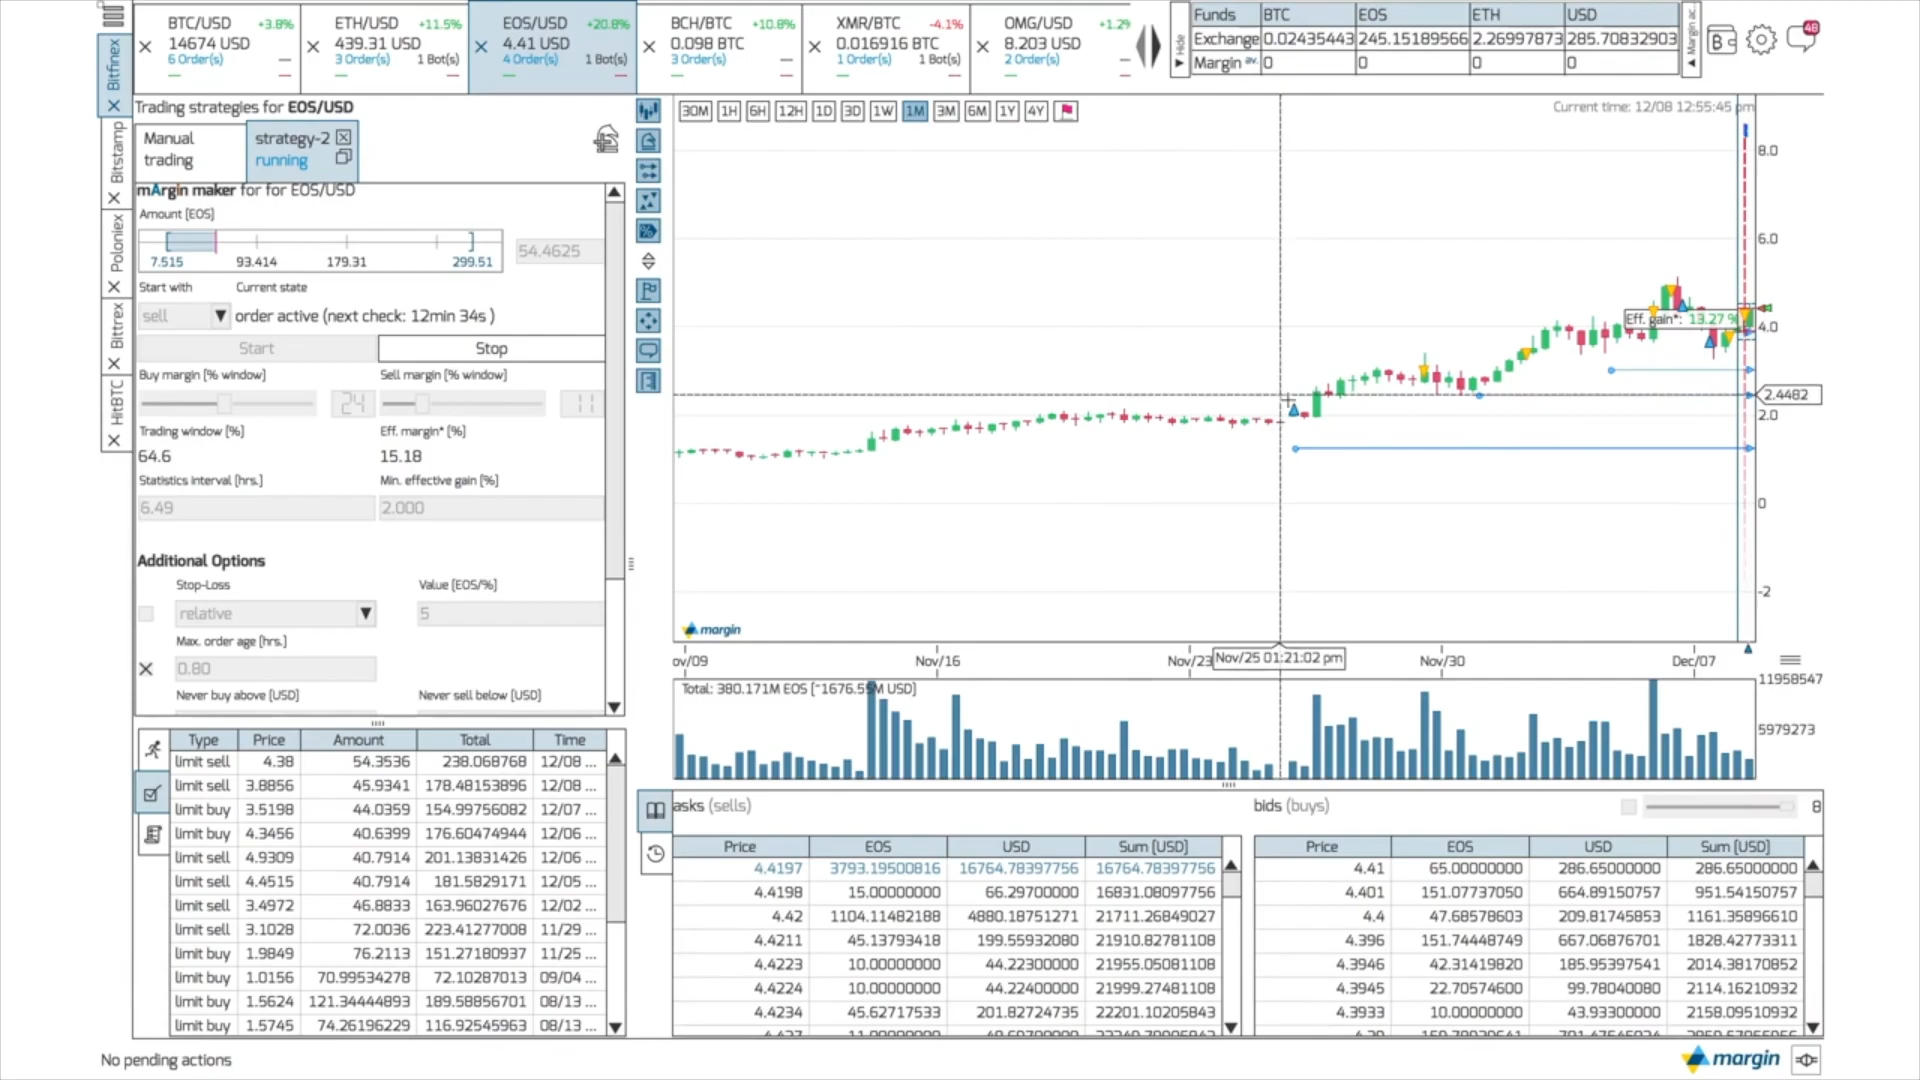 BTC/USD +3.8%
14674 USD
6 Order(s)
ETH/USD +11.5%
439.31 USD
3 Order(s) 1 Bot(s)
EOS/USD +20.8%
4.41 USD
4 Order(s) 1 Bot(s)
BCH/BTC +10.8%
0.098 BTC
3 Order(s)
XMR/BTC -4.1%
0.016916 BTC
1 Order(s) 1 Bot(s)
OMG/USD +1.2%
8.203 USD
2 Order(s)
Hide
Funds BTC EOS ETH USD
Exchange 0.02435443 245.15189566 2.26997873 285.70832903
Margin av. 0 0 0 0
Margin ac..
48
Bitfinex
Bitstamp
Poloniex
Bittrex
HitBTC
Trading strategies for EOS/USD
Manual trading
strategy-2
running
mArgin maker for for EOS/USD
Amount [EOS]
7.515 93.414 179.31 299.51
54.4625
Start with Current state
sell order active (next check: 12min 34s )
Start Stop
Buy margin [% window] Sell margin [% window]
24 11
Trading window [%] Eff. margin* [%]
64.6 15.18
Statistics interval [hrs.] Min. effective gain [%]
6.49 2.000
Additional Options
Stop-Loss Value [EOS/%]
relative 5
Max. order age [hrs.]
0.80
Never buy above [USD] Never sell below [USD]
30M 1H 6H 12H 1D 3D 1W 1M 3M 6M 1Y 4Y
Current time: 12/08 12:55:45 pm
8.0
6.0
4.0
2.4482
2.0
0
-2
Eff. gain*: 13.27 %
margin
ov/09 Nov/16 Nov/23 Nov/25 01:21:02 pm Nov/30 Dec/07
Total: 380.171M EOS [~1676.55M USD]
11958547
5979273
Type Price Amount Total Time
limit sell 4.38 54.3536 238.068768 12/08 ...
limit sell 3.8856 45.9341 178.48153896 12/08 ...
limit buy 3.5198 44.0359 154.99756082 12/07 ...
limit buy 4.3456 40.6399 176.60474944 12/06 ...
limit sell 4.9309 40.7914 201.13831426 12/06 ...
limit sell 4.4515 40.7914 181.5829171 12/05 ...
limit sell 3.4972 46.8833 163.96027676 12/02 ...
limit sell 3.1028 72.0036 223.41277008 11/29 ...
limit buy 1.9849 76.2113 151.27180937 11/25 ...
limit buy 1.0156 70.99534278 72.10287013 09/04 ...
limit buy 1.5624 121.34444893 189.58856701 08/13 ...
limit buy 1.5745 74.26196229 116.92545963 08/13 ...
asks (sells)
Price EOS USD Sum [USD]
4.4197 3793.19500816 16764.78397756 16764.78397756
4.4198 15.00000000 66.29700000 16831.08097756
4.42 1104.11482188 4880.18751271 21711.26849027
4.4211 45.13793418 199.55932080 21910.82781108
4.4223 10.00000000 44.22300000 21955.05081108
4.4224 10.00000000 44.22400000 21999.27481108
4.4234 45.62717533 201.82724735 22201.10205843
bids (buys) 8
Price EOS USD Sum [USD]
4.41 65.00000000 286.65000000 286.65000000
4.401 151.07737050 664.89150757 951.54150757
4.4 47.68578603 209.81745853 1161.35896610
4.396 151.74448749 667.06876701 1828.42773311
4.3946 42.31419820 185.95397541 2014.38170852
4.3945 22.70574600 99.78040080 2114.16210932
4.3933 10.00000000 43.93300000 2158.09510932
No pending actions
margin